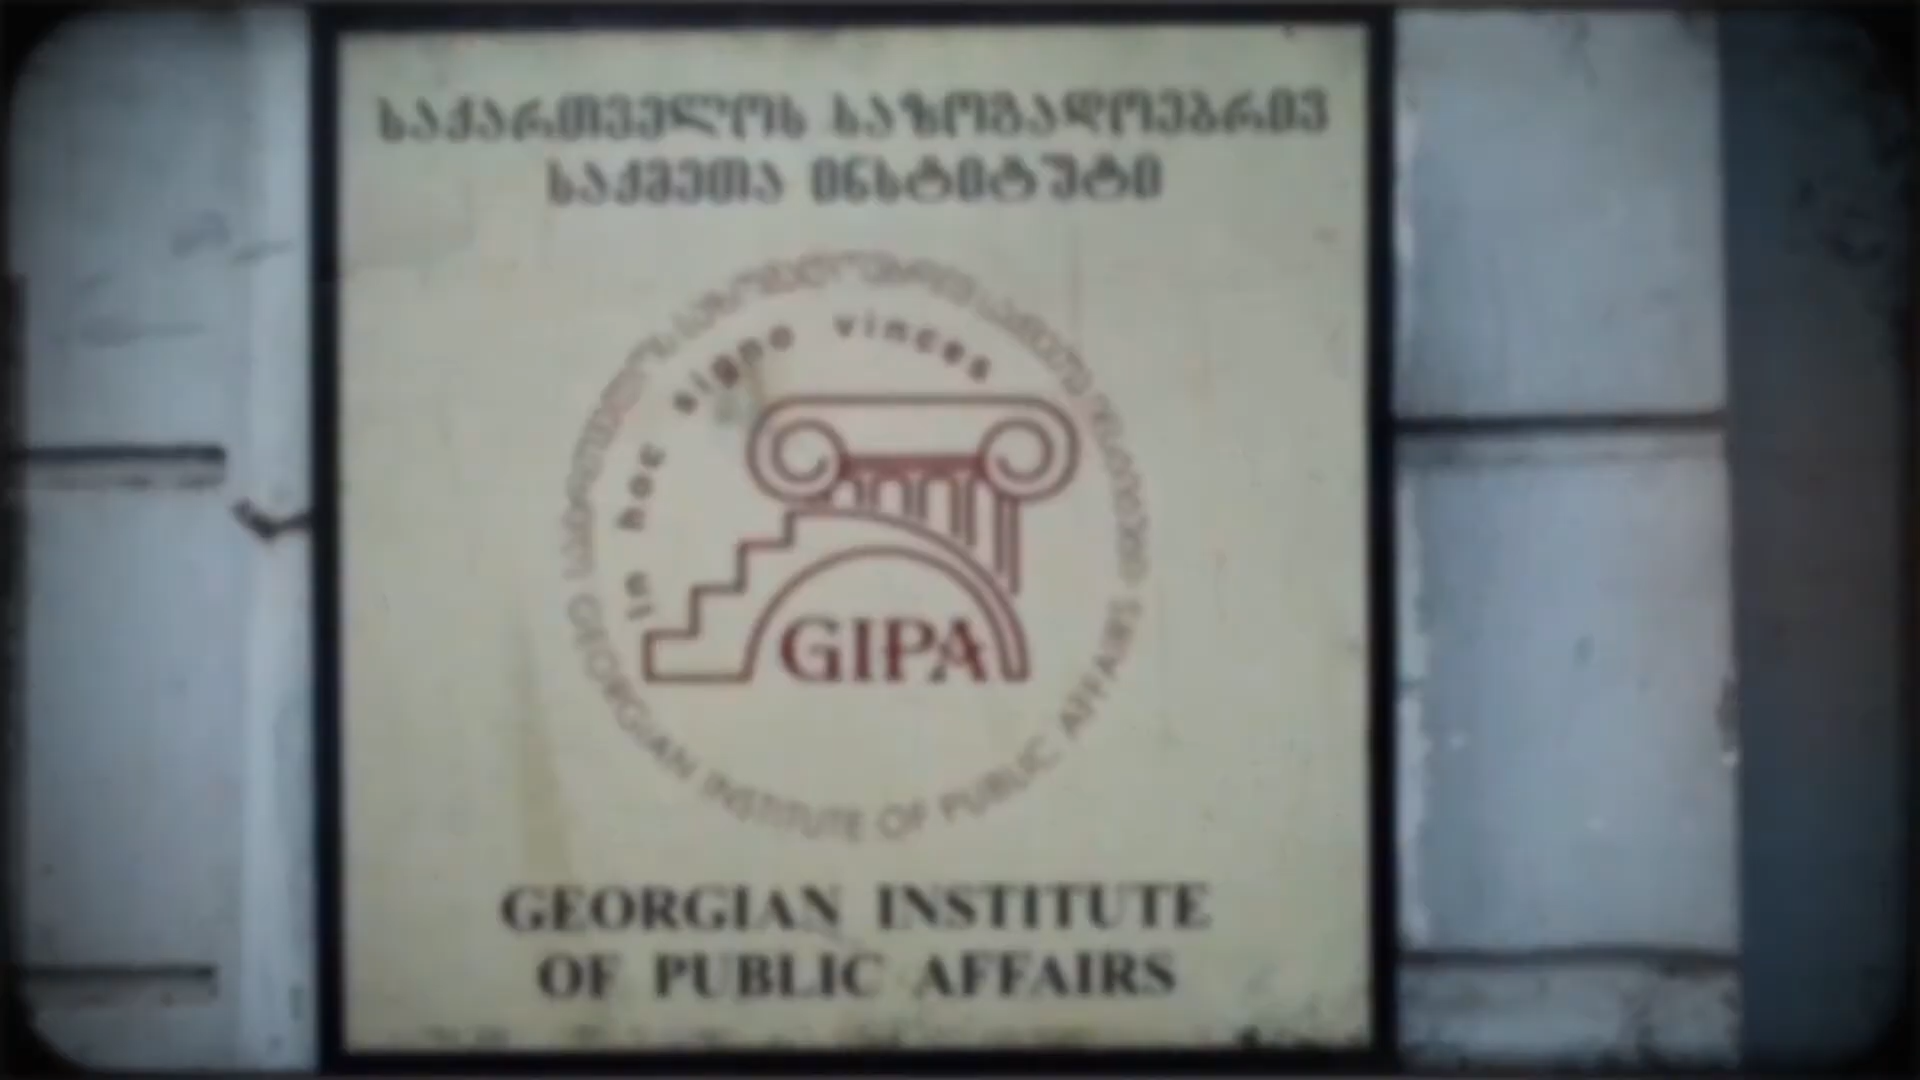 საქართველოს საზოგადოებრივ
საქმეთა ინსტიტუტი
in hoc signo vinces
GIPA
GEORGIAN INSTITUTE OF PUBLIC AFFAIRS
GEORGIAN INSTITUTE
OF PUBLIC AFFAIRS